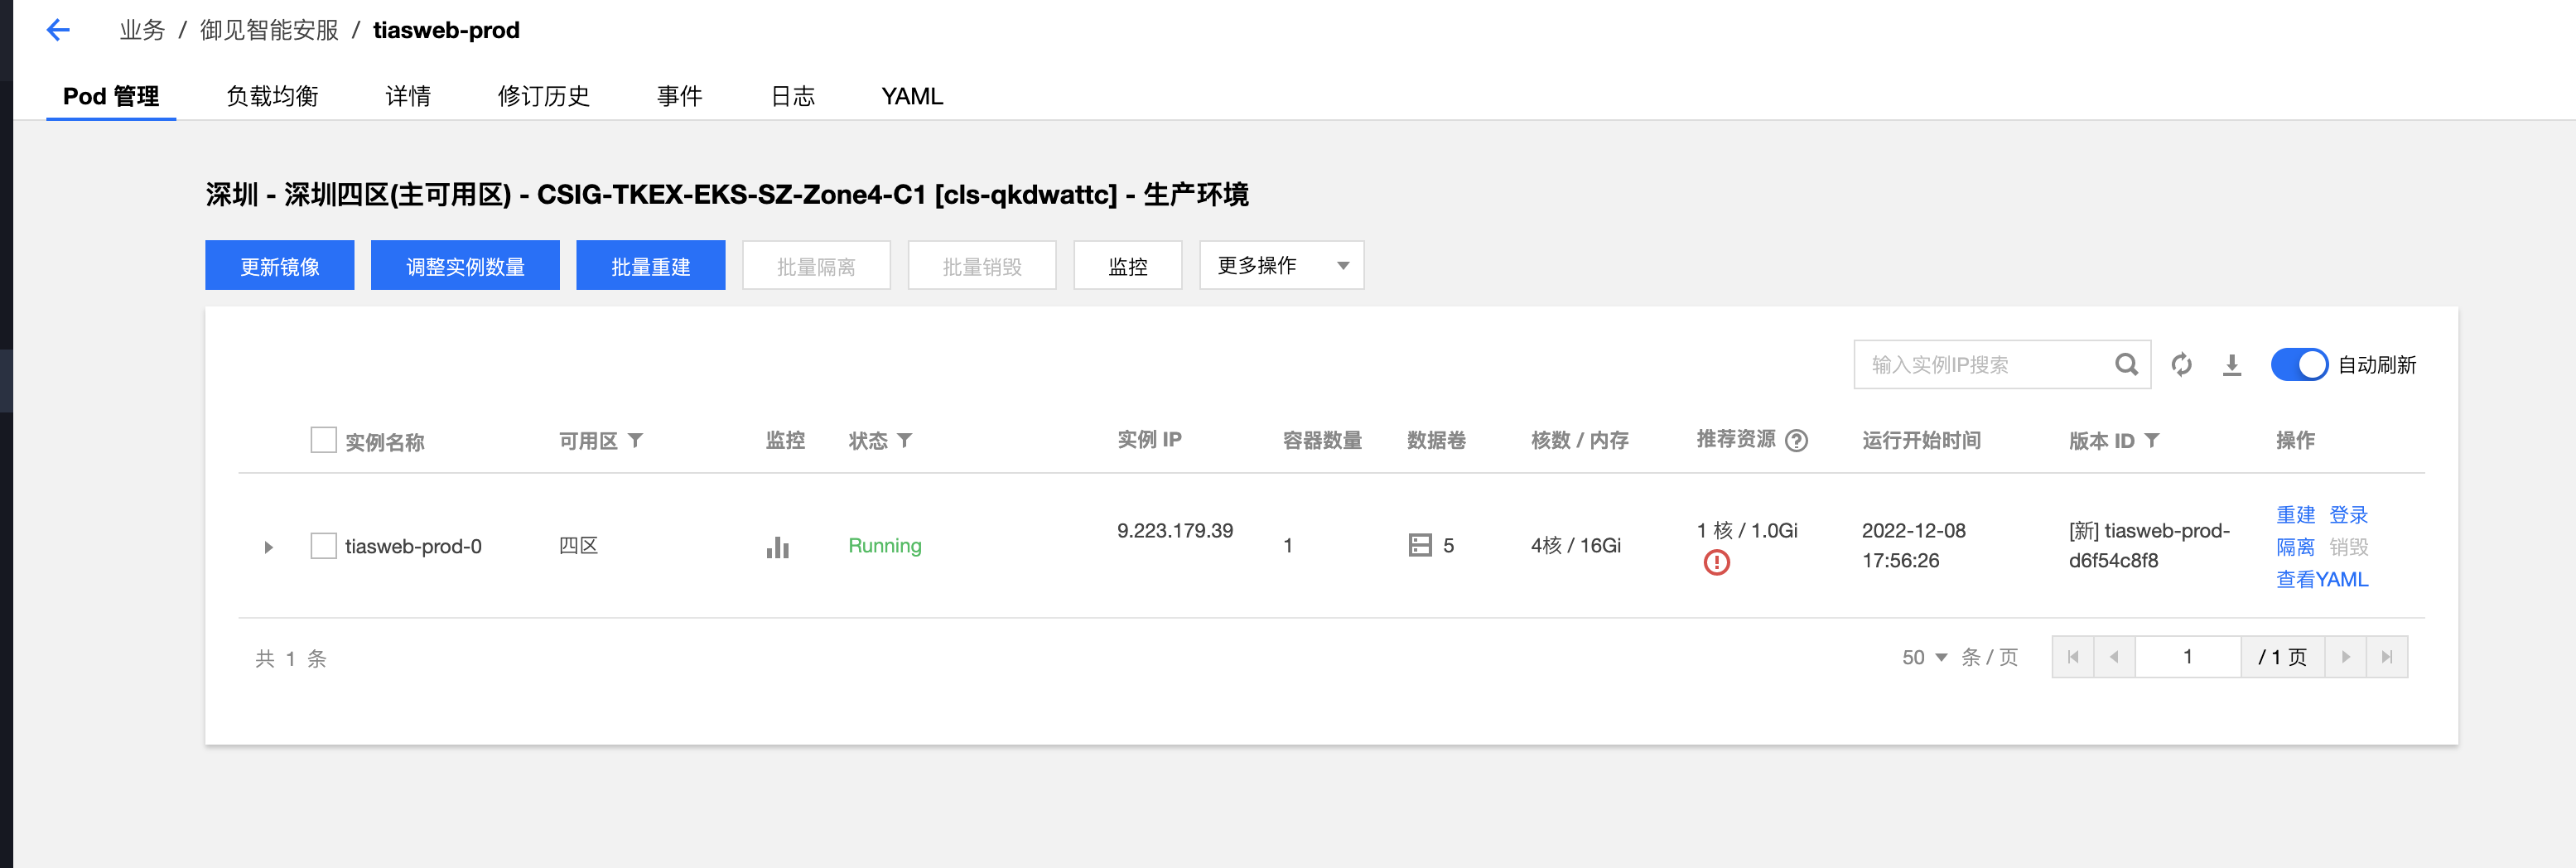 业务 / 御见智能安服 / tiasweb-prod
Pod 管理 负载均衡 详情 修订历史 事件 日志 YAML
深圳 - 深圳四区(主可用区) - CSIG-TKEX-EKS-SZ-Zone4-C1 [cls-qkdwattc] - 生产环境
更新镜像 调整实例数量 批量重建 批量隔离 批量销毁 监控 更多操作
输入实例IP搜索 自动刷新
实例名称 可用区 监控 状态 实例 IP 容器数量 数据卷 核数 / 内存 推荐资源 运行开始时间 版本 ID 操作
tiasweb-prod-0 四区 Running 9.223.179.39 1 5 4核 / 16Gi 1 核 / 1.0Gi 2022-12-08 17:56:26 [新] tiasweb-prod-d6f54c8f8 重建 登录
隔离 销毁
查看YAML
共 1 条 50 条 / 页 1 / 1 页